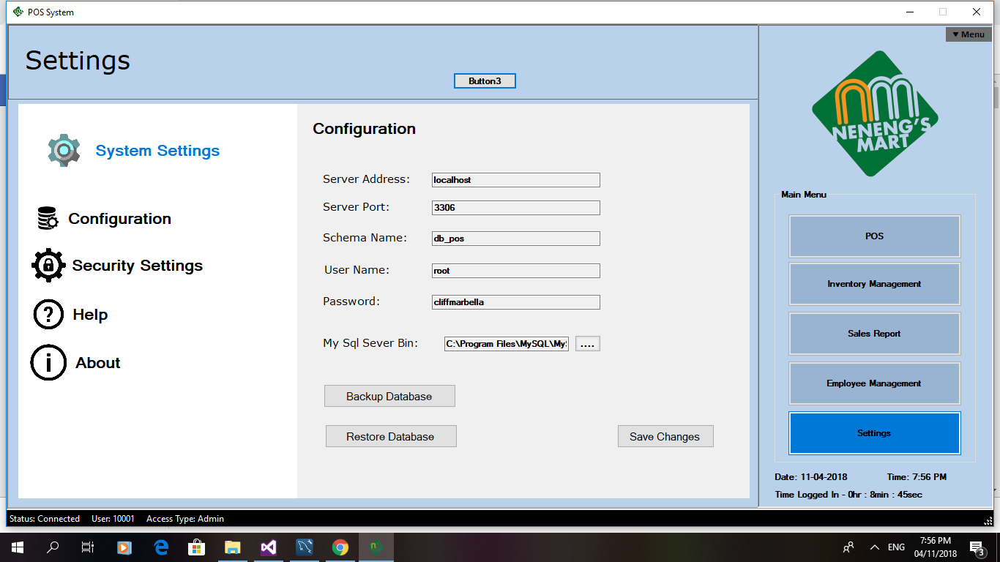 POS System
▼ Menu
Settings
Button3
NENENG'S
MART
System Settings
Configuration
Security Settings
Help
About
Configuration
Server Address: localhost
Server Port: 3306
Schema Name: db_pos
User Name: root
Password: cliffmarbella
My Sql Sever Bin: C:\Program Files\MySQL\MyS ....
Backup Database
Restore Database
Save Changes
Main Menu
POS
Inventory Management
Sales Report
Employee Management
Settings
Date: 11-04-2018 Time: 7:56 PM
Time Logged In - 0hr : 8min : 45sec
Status: Connected User: 10001 Access Type: Admin
ENG
7:56 PM
04/11/2018
3